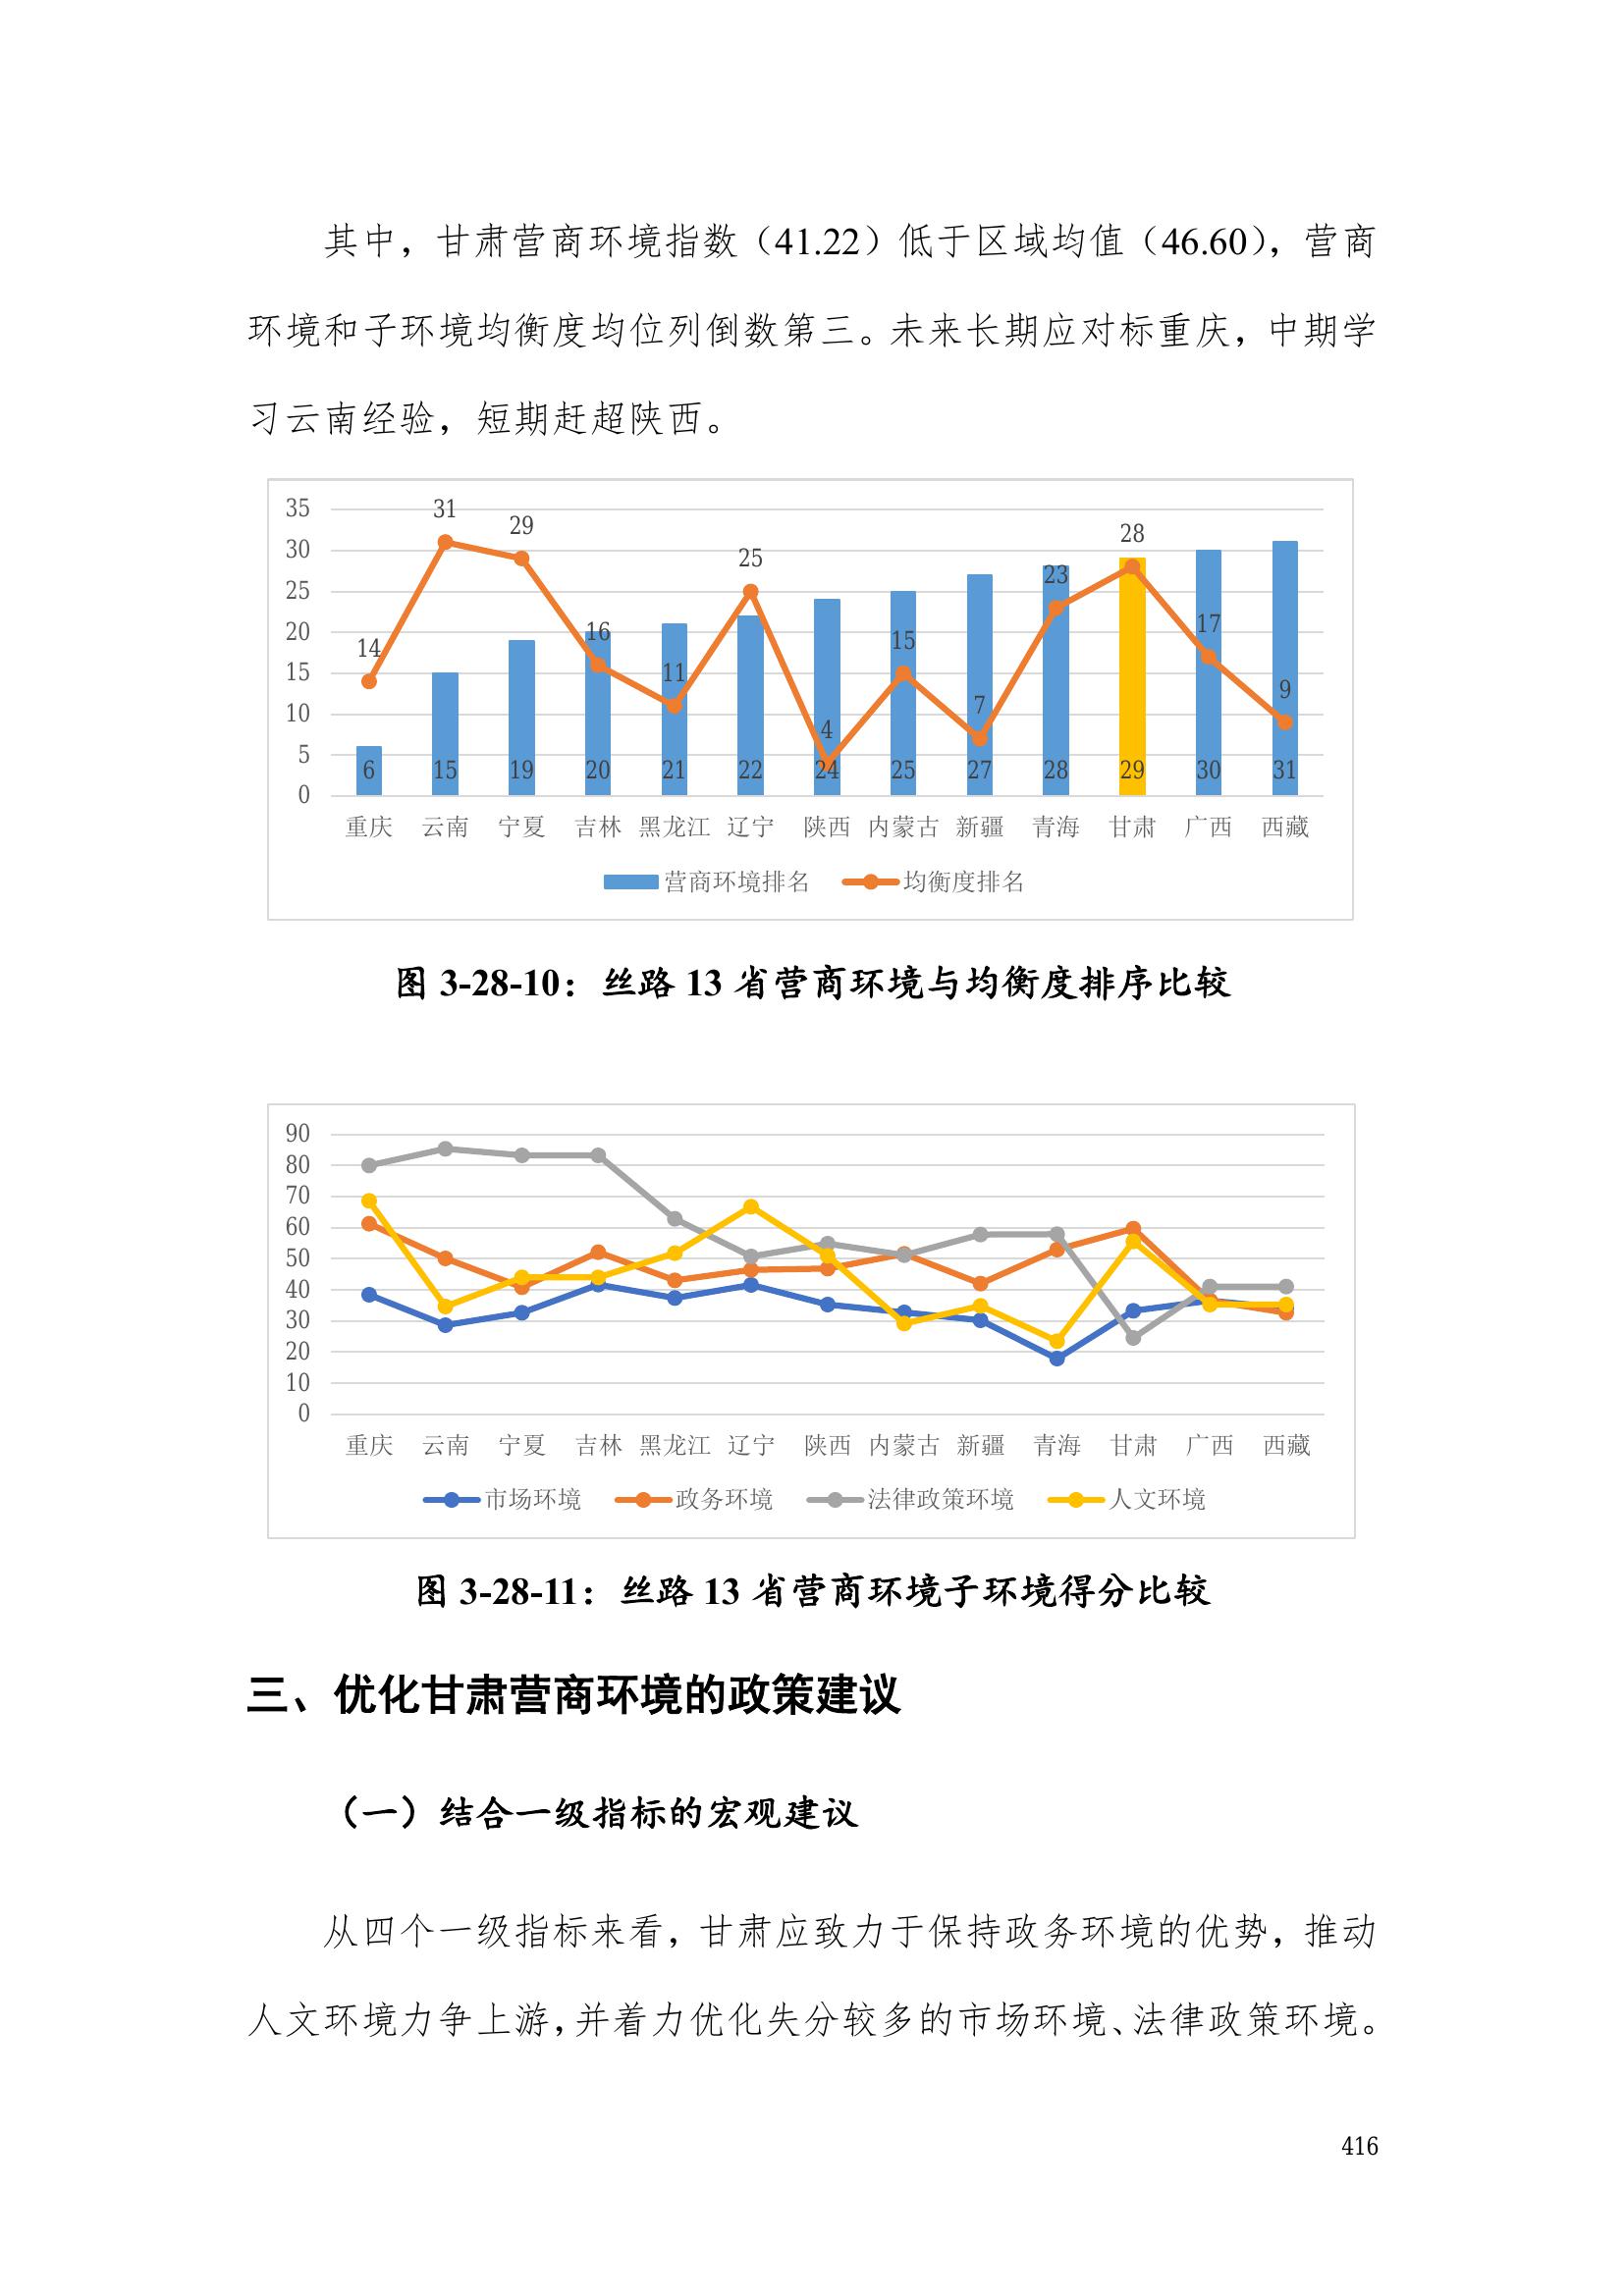 其中，甘肃营商环境指数（41.22）低于区域均值（46.60），营商
环境和子环境均衡度均位列倒数第三。未来长期应对标重庆，中期学
习云南经验，短期赶超陕西。
35
30
25
20
15
10
5
0
14 31 29 16 11 25 4 15 7 23 28 17 9
6 15 19 20 21 22 24 25 27 28 29 30 31
重庆 云南 宁夏 吉林 黑龙江 辽宁 陕西 内蒙古 新疆 青海 甘肃 广西 西藏
营商环境排名 均衡度排名
图 3-28-10：丝路 13 省营商环境与均衡度排序比较
90
80
70
60
50
40
30
20
10
0
重庆 云南 宁夏 吉林 黑龙江 辽宁 陕西 内蒙古 新疆 青海 甘肃 广西 西藏
市场环境 政务环境 法律政策环境 人文环境
图 3-28-11：丝路 13 省营商环境子环境得分比较
三、优化甘肃营商环境的政策建议
（一）结合一级指标的宏观建议
从四个一级指标来看，甘肃应致力于保持政务环境的优势，推动
人文环境力争上游，并着力优化失分较多的市场环境、法律政策环境。
416